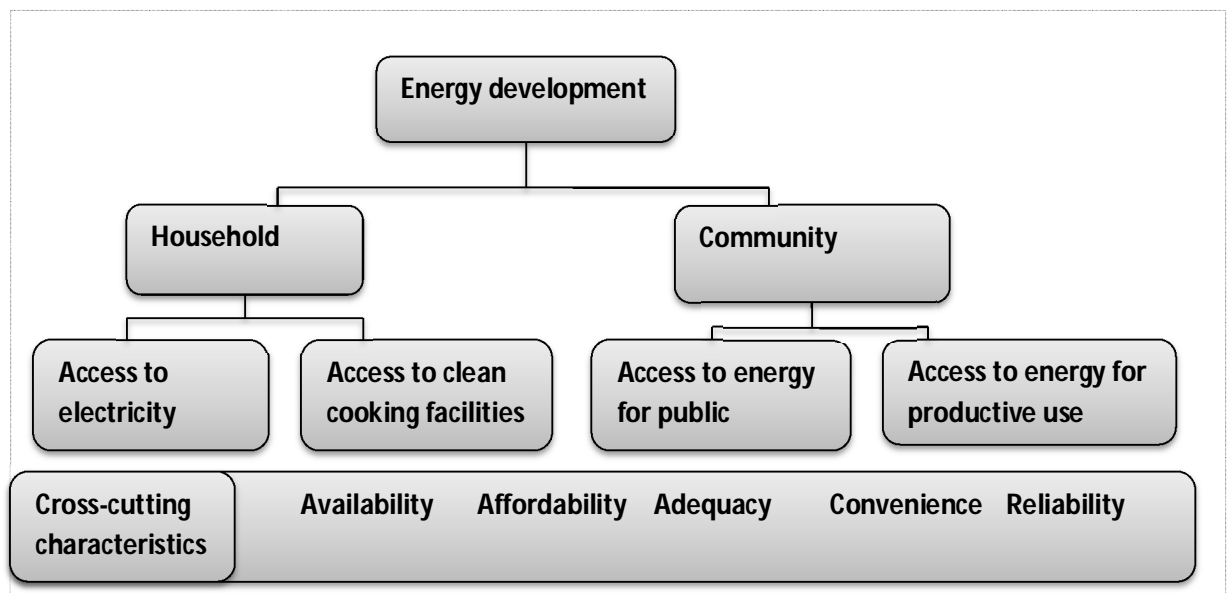 Energy development
Household
Community
Access to
electricity
Access to clean
cooking facilities
Access to energy
for public
Access to energy for
productive use
Cross-cutting
characteristics
Availability Affordability Adequacy Convenience Reliability